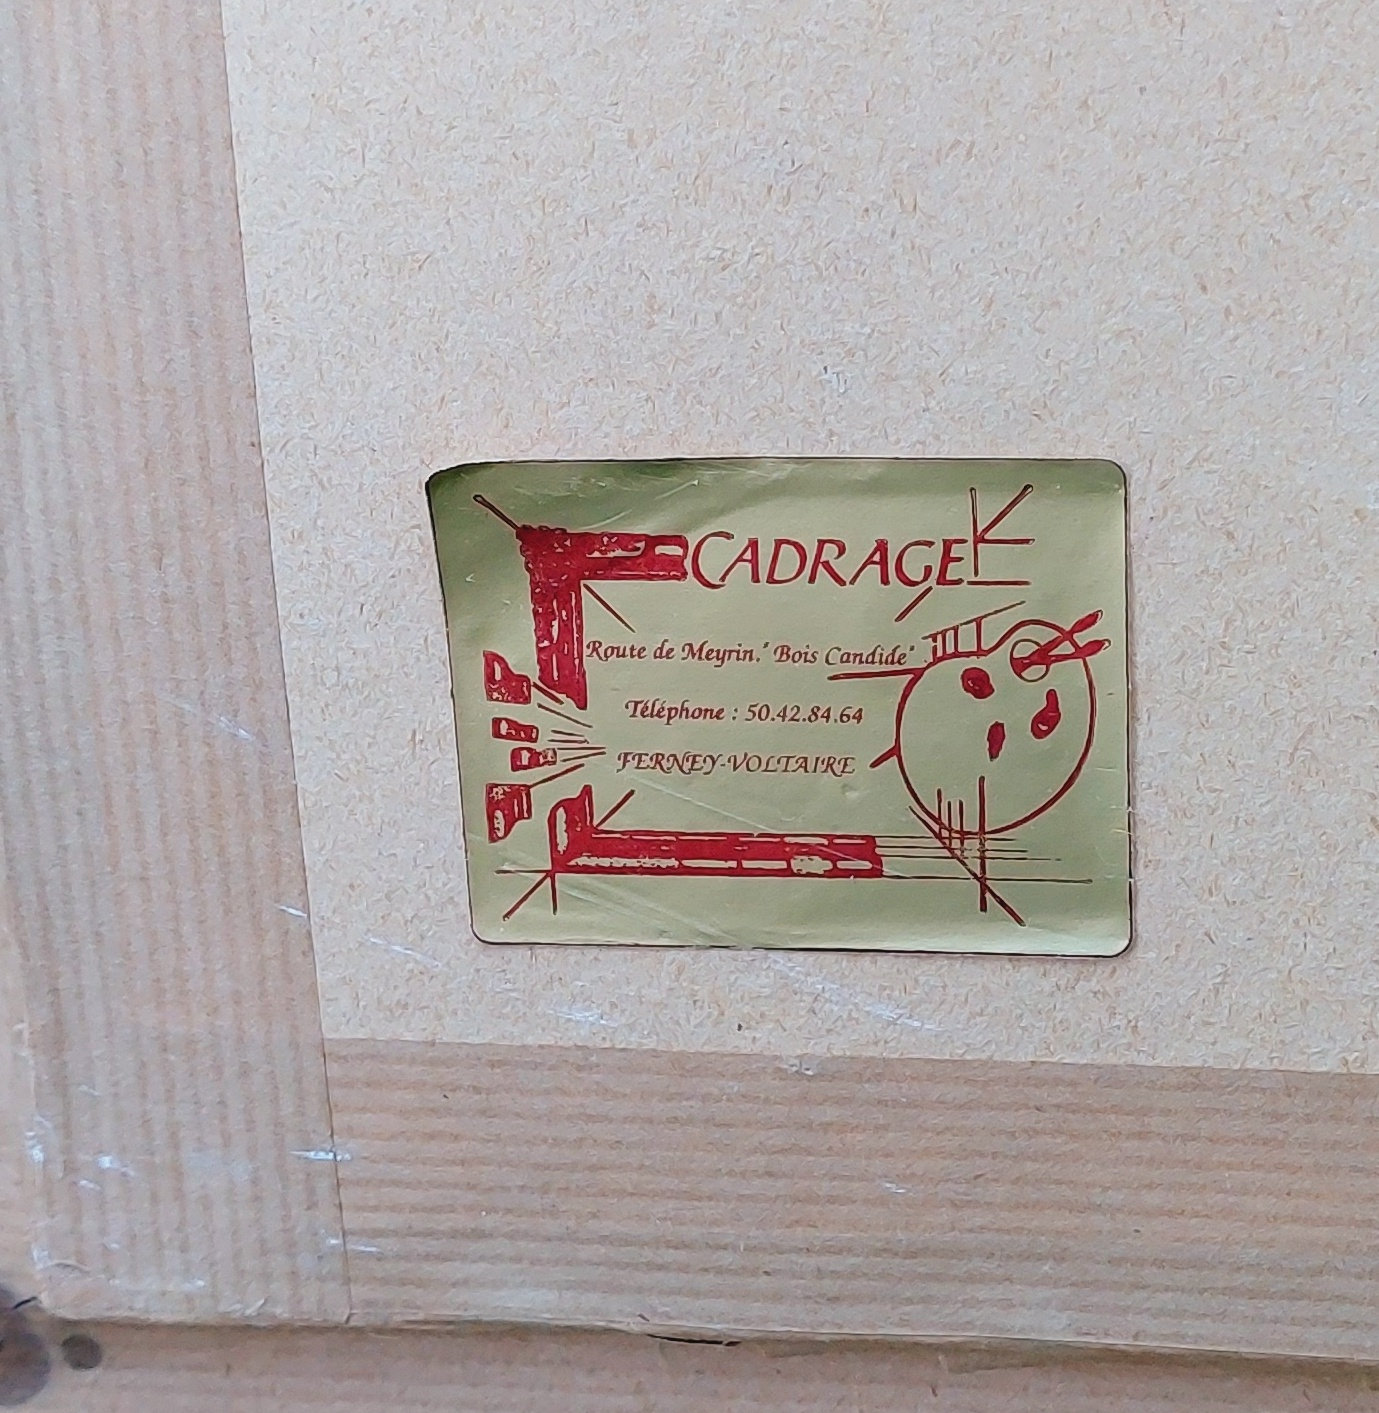 CADRAGE
Route de Meyrin." Bois Candide"
Téléphone : 50.42.84.64
FERNEY-VOLTAIRE